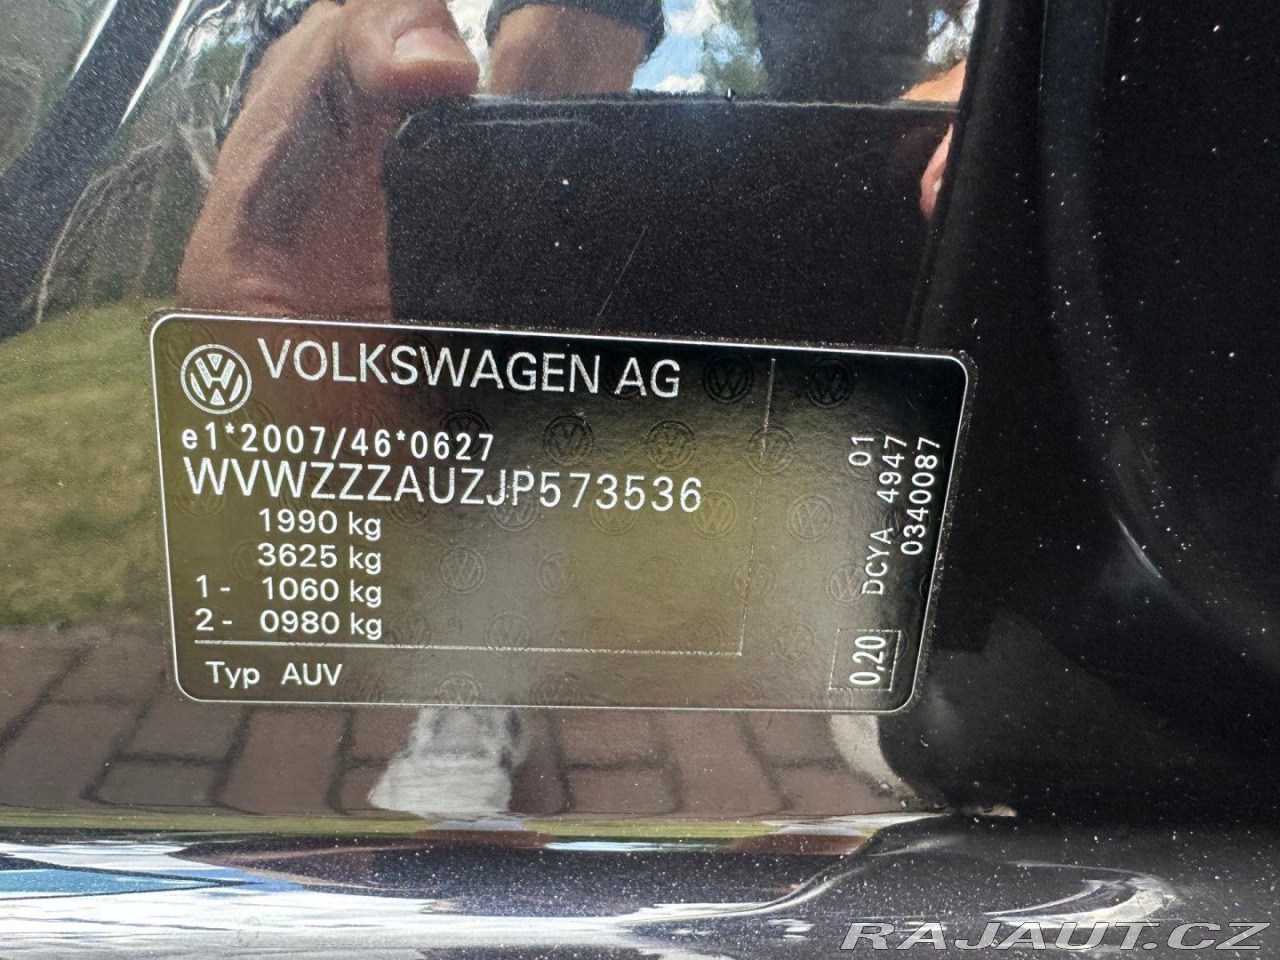 VOLKSWAGEN AG
e1*2007/46*0627
WVWZZZAUZJP573536
1990 kg
3625 kg
1- 1060 kg
2- 0980 kg
Typ AUV
01
DCYA 4947
0340087
0,20
RAJAUT.CZ